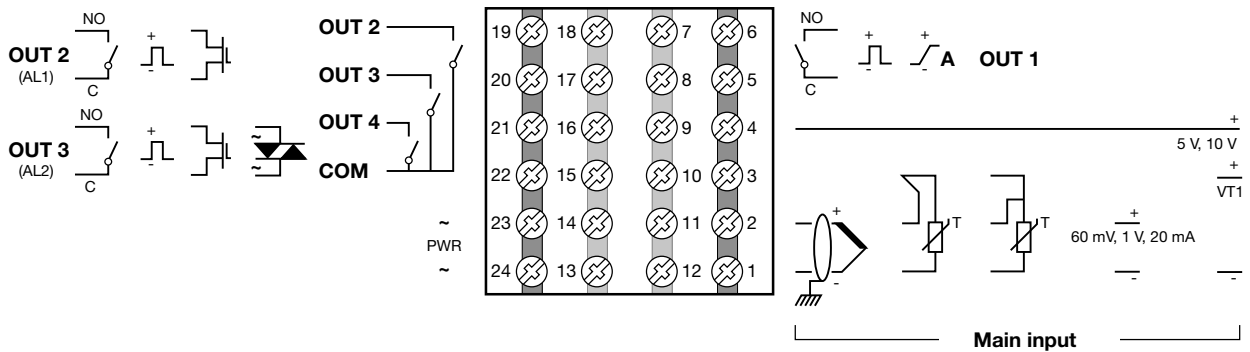 NO
OUT 2
(AL1)
C
+
-
NO
OUT 3
(AL2)
C
+
-
~
~
OUT 2
OUT 3
OUT 4
COM
~
PWR
~
19 18 7 6
20 17 8 5
21 16 9 4
22 15 10 3
23 14 11 2
24 13 12 1
NO
C
+
-
+
-
A OUT 1
+
5 V, 10 V
+
VT1
+
-
T
T
+
60 mV, 1 V, 20 mA
-
-
Main input